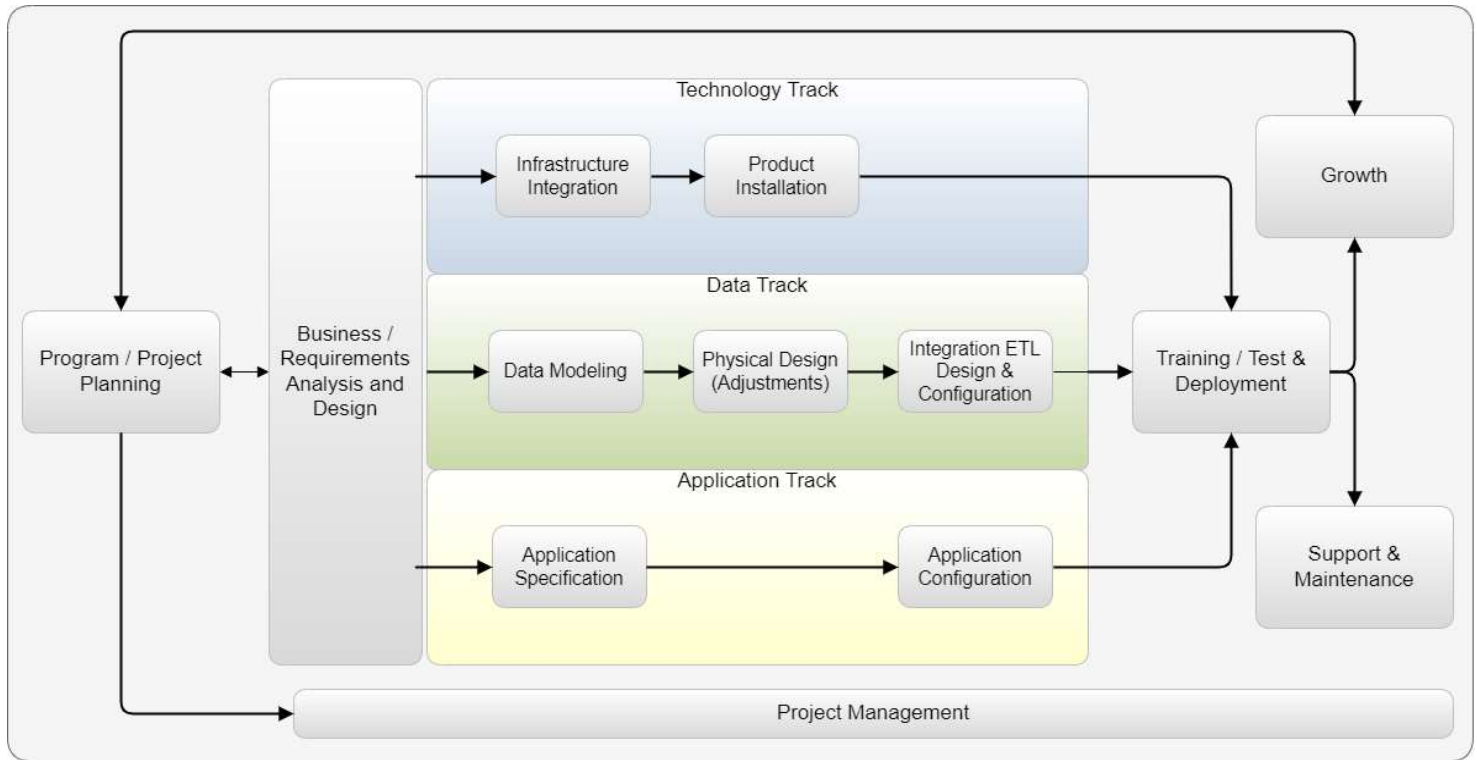 Technology Track
Infrastructure
Integration
Product
Installation
Growth
Data Track
Program / Project
Planning
Business /
Requirements
Analysis and
Design
Data Modeling
Physical Design
(Adjustments)
Integration ETL
Design &
Configuration
Training / Test &
Deployment
Application Track
Application
Specification
Application
Configuration
Support &
Maintenance
Project Management